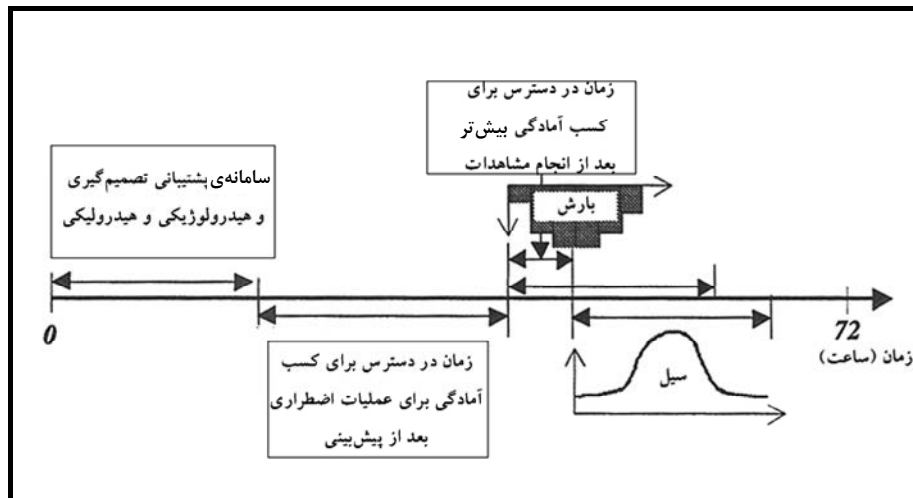 زمان در دسترس برای
کسب آمادگی بیش‌تر
بعد از انجام مشاهدات
سامانه‌ی پشتیبانی تصمیم‌گیری
و هیدرولوژیکی و هیدرولیکی
بارش
0
72
زمان (ساعت)
زمان در دسترس برای کسب
آمادگی برای عملیات اضطراری
بعد از پیش‌بینی
سیل